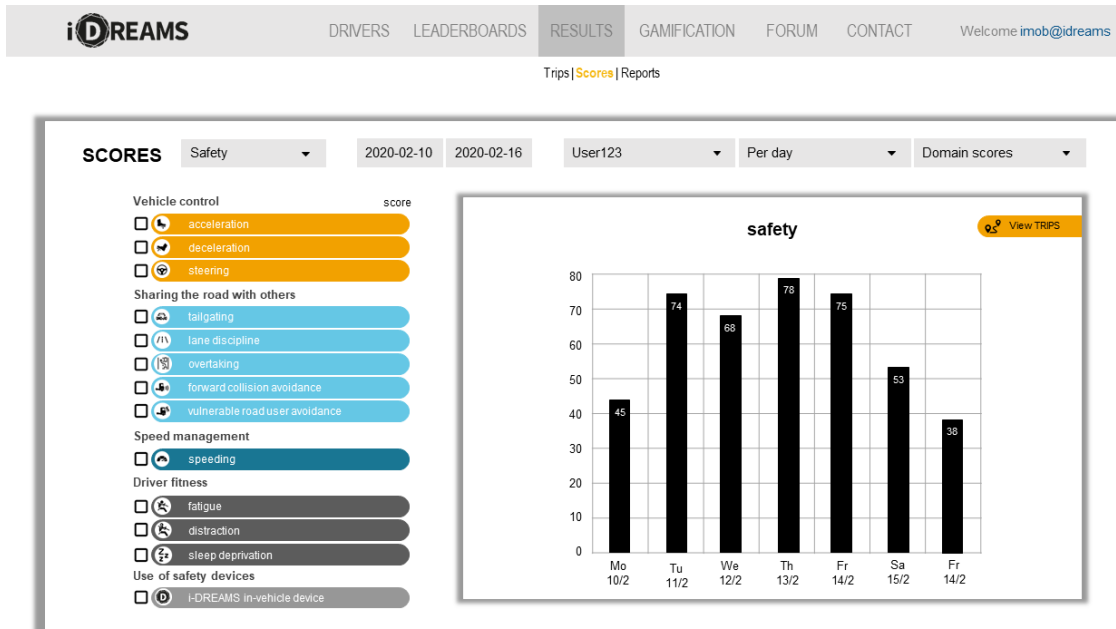 iDREAMS DRIVERS LEADERBOARDS RESULTS GAMIFICATION FORUM CONTACT Welcome imob@idreams
Trips | Scores | Reports
SCORES Safety 2020-02-10 2020-02-16 User123 Per day Domain scores
Vehicle control score
acceleration
deceleration
steering
Sharing the road with others
tailgating
lane discipline
overtaking
forward collision avoidance
vulnerable road user avoidance
Speed management
speeding
Driver fitness
fatigue
distraction
sleep deprivation
Use of safety devices
i-DREAMS in-vehicle device
safety
View TRIPS
80
70
60
50
40
30
20
10
0
45
74
68
78
75
53
38
Mo Tu We Th Fr Sa Fr
10/2 11/2 12/2 13/2 14/2 15/2 14/2